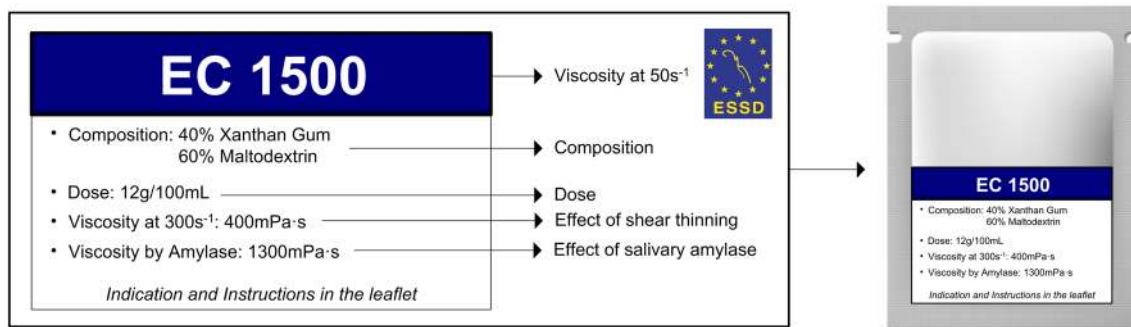 EC 1500
Viscosity at 50s⁻¹
ESSD
• Composition: 40% Xanthan Gum
60% Maltodextrin
Composition
• Dose: 12g/100mL
Dose
• Viscosity at 300s⁻¹: 400mPa·s
Effect of shear thinning
• Viscosity by Amylase: 1300mPa·s
Effect of salivary amylase
Indication and Instructions in the leaflet
EC 1500
• Composition: 40% Xanthan Gum
60% Maltodextrin
• Dose: 12g/100mL
• Viscosity at 300s⁻¹: 400mPa·s
• Viscosity by Amylase: 1300mPa·s
Indication and Instructions in the leaflet